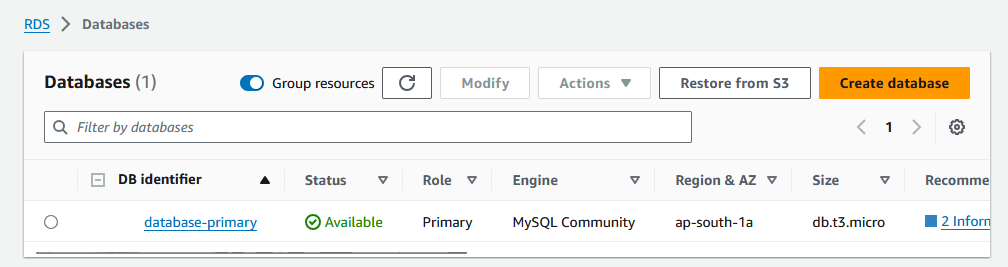 RDS > Databases
Databases (1) Group resources Modify Actions Restore from S3 Create database
Filter by databases 1
DB identifier Status Role Engine Region & AZ Size Recomme
database-primary Available Primary MySQL Community ap-south-1a db.t3.micro 2 Inforn